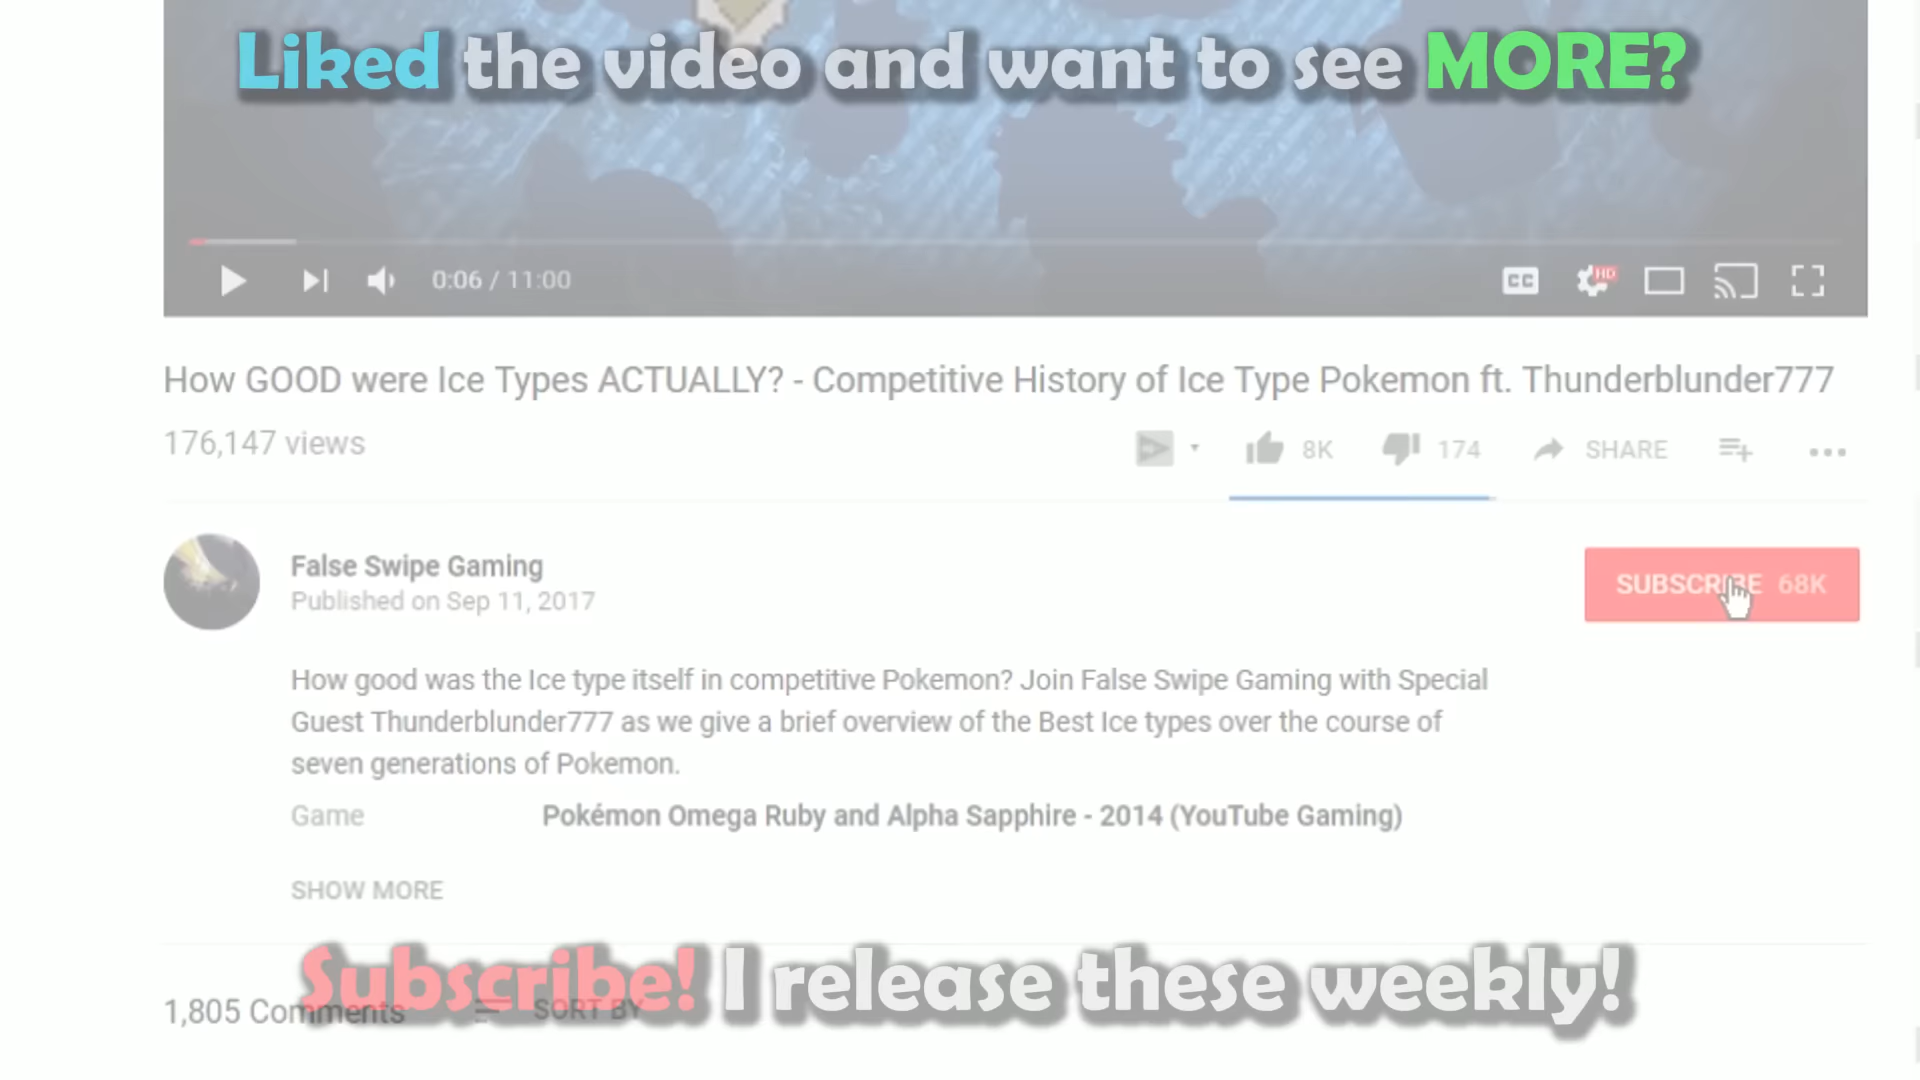 Liked the video and want to see MORE?
0:06 / 11:00
CC
HD
How GOOD were Ice Types ACTUALLY? - Competitive History of Ice Type Pokemon ft. Thunderblunder777
176,147 views
8K
174
SHARE
False Swipe Gaming
Published on Sep 11, 2017
SUBSCRIBE 68K
How good was the Ice type itself in competitive Pokemon? Join False Swipe Gaming with Special
Guest Thunderblunder777 as we give a brief overview of the Best Ice types over the course of
seven generations of Pokemon.
Game
Pokémon Omega Ruby and Alpha Sapphire - 2014 (YouTube Gaming)
SHOW MORE
Subscribe! I release these weekly!
1,805 Comments
SORT BY